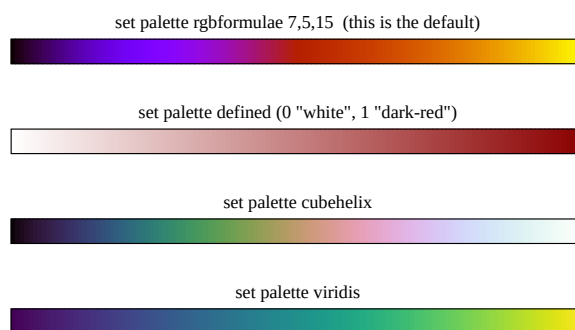 set palette rgbformulae 7,5,15  (this is the default)
set palette defined (0 "white", 1 "dark-red")
set palette cubehelix
set palette viridis